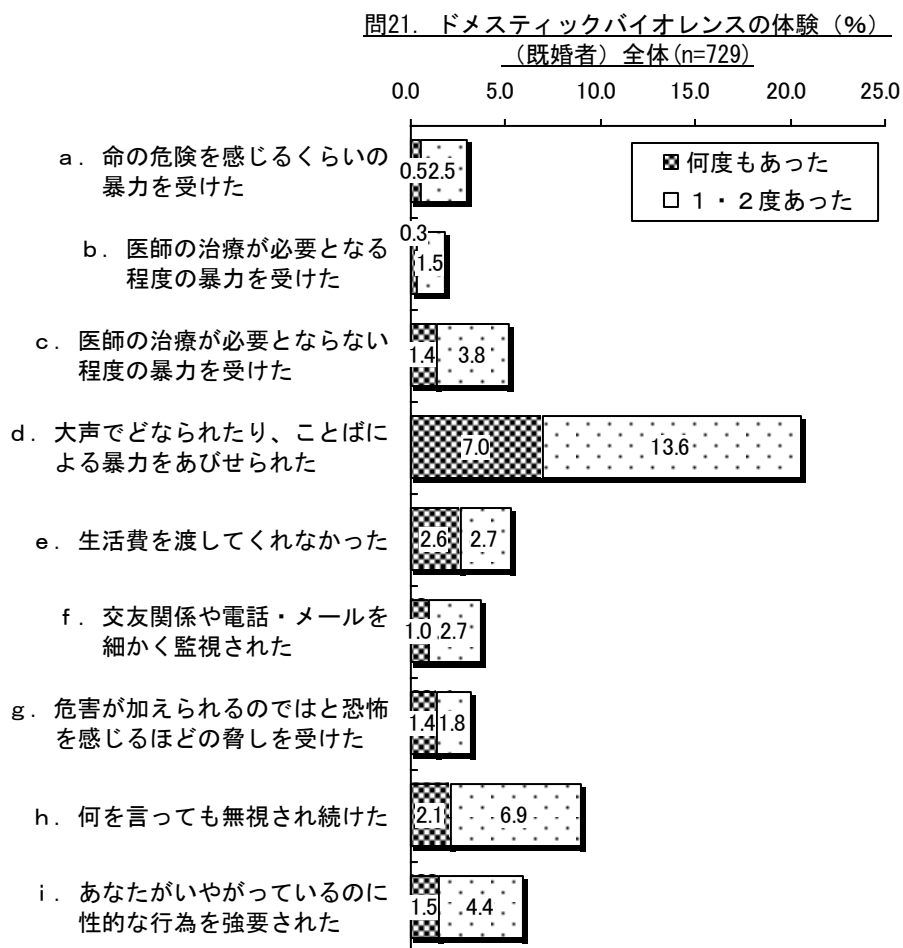 問21. ドメスティックバイオレンスの体験（%）
（既婚者）全体(n=729)
0.0 5.0 10.0 15.0 20.0 25.0
何度もあった
１・２度あった
ａ. 命の危険を感じるくらいの
暴力を受けた
0.5 2.5
ｂ. 医師の治療が必要となる
程度の暴力を受けた
0.3 1.5
ｃ. 医師の治療が必要とならない
程度の暴力を受けた
1.4 3.8
ｄ. 大声でどなられたり、ことばに
よる暴力をあびせられた
7.0 13.6
ｅ. 生活費を渡してくれなかった
2.6 2.7
ｆ. 交友関係や電話・メールを
細かく監視された
1.0 2.7
ｇ. 危害が加えられるのではと恐怖
を感じるほどの脅しを受けた
1.4 1.8
ｈ. 何を言っても無視され続けた
2.1 6.9
ｉ. あなたがいやがっているのに
性的な行為を強要された
1.5 4.4